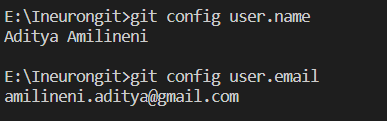 E:\Ineurongit>git config user.name
Aditya Amilineni
E:\Ineurongit>git config user.email
amilineni.aditya@gmail.com